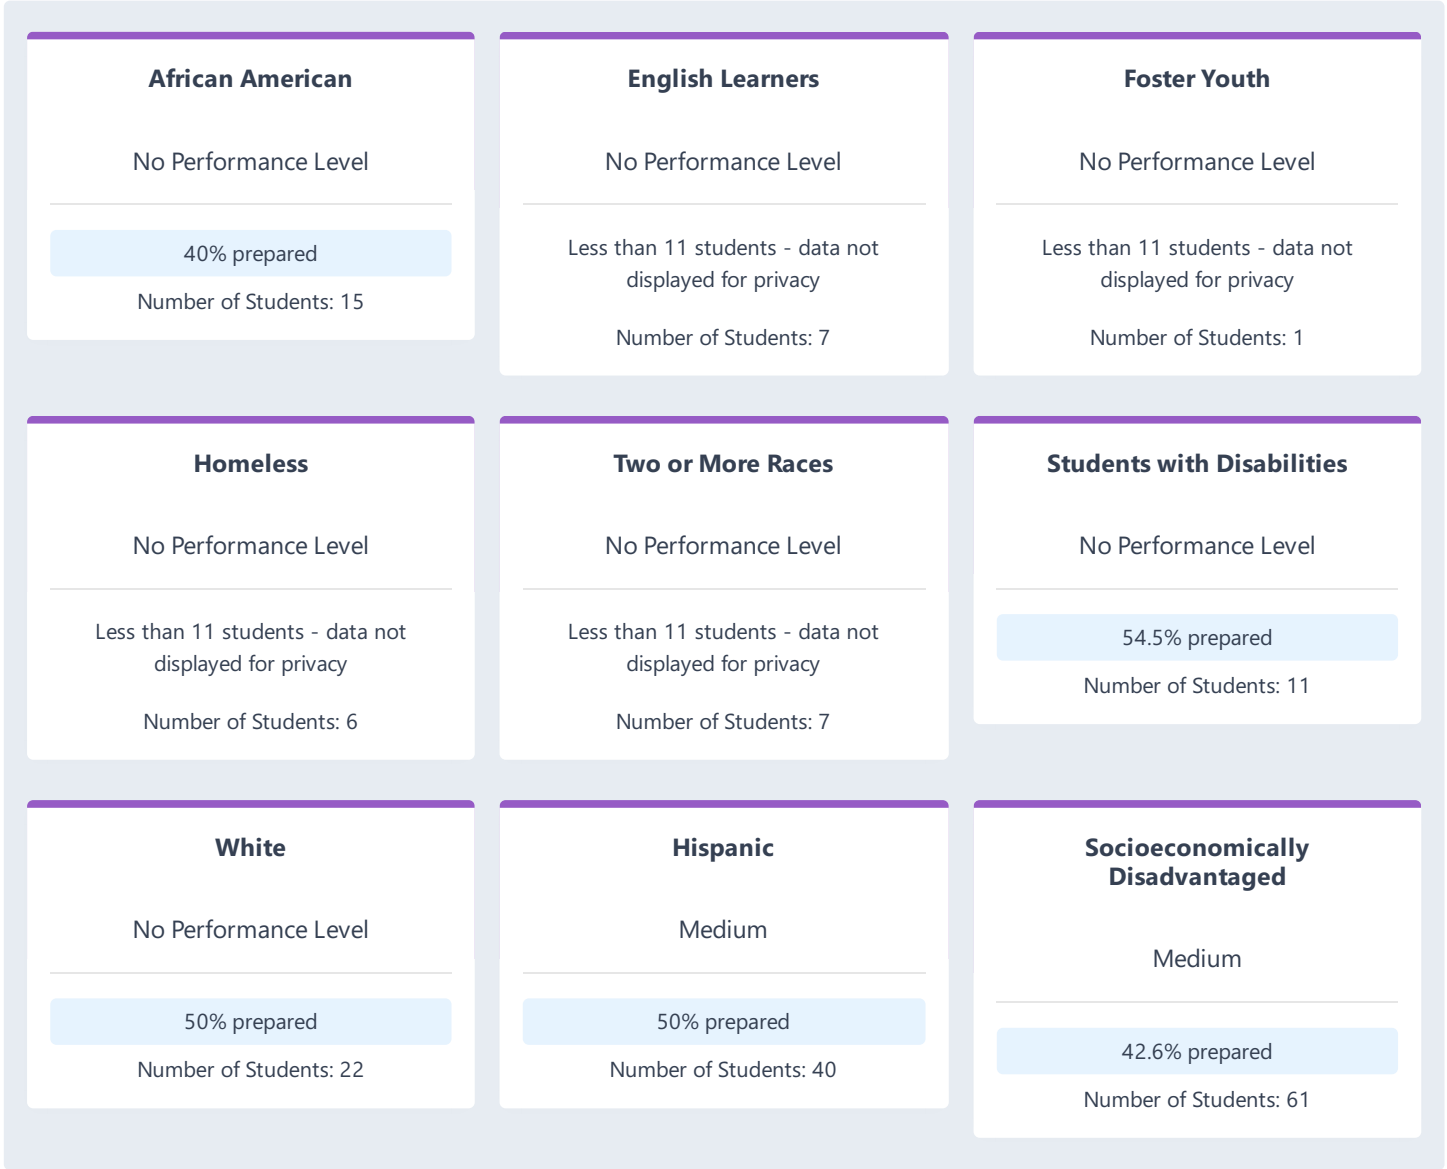 African American
No Performance Level
40% prepared
Number of Students: 15
English Learners
No Performance Level
Less than 11 students - data not
displayed for privacy
Number of Students: 7
Foster Youth
No Performance Level
Less than 11 students - data not
displayed for privacy
Number of Students: 1
Homeless
No Performance Level
Less than 11 students - data not
displayed for privacy
Number of Students: 6
Two or More Races
No Performance Level
Less than 11 students - data not
displayed for privacy
Number of Students: 7
Students with Disabilities
No Performance Level
54.5% prepared
Number of Students: 11
White
No Performance Level
50% prepared
Number of Students: 22
Hispanic
Medium
50% prepared
Number of Students: 40
Socioeconomically
Disadvantaged
Medium
42.6% prepared
Number of Students: 61